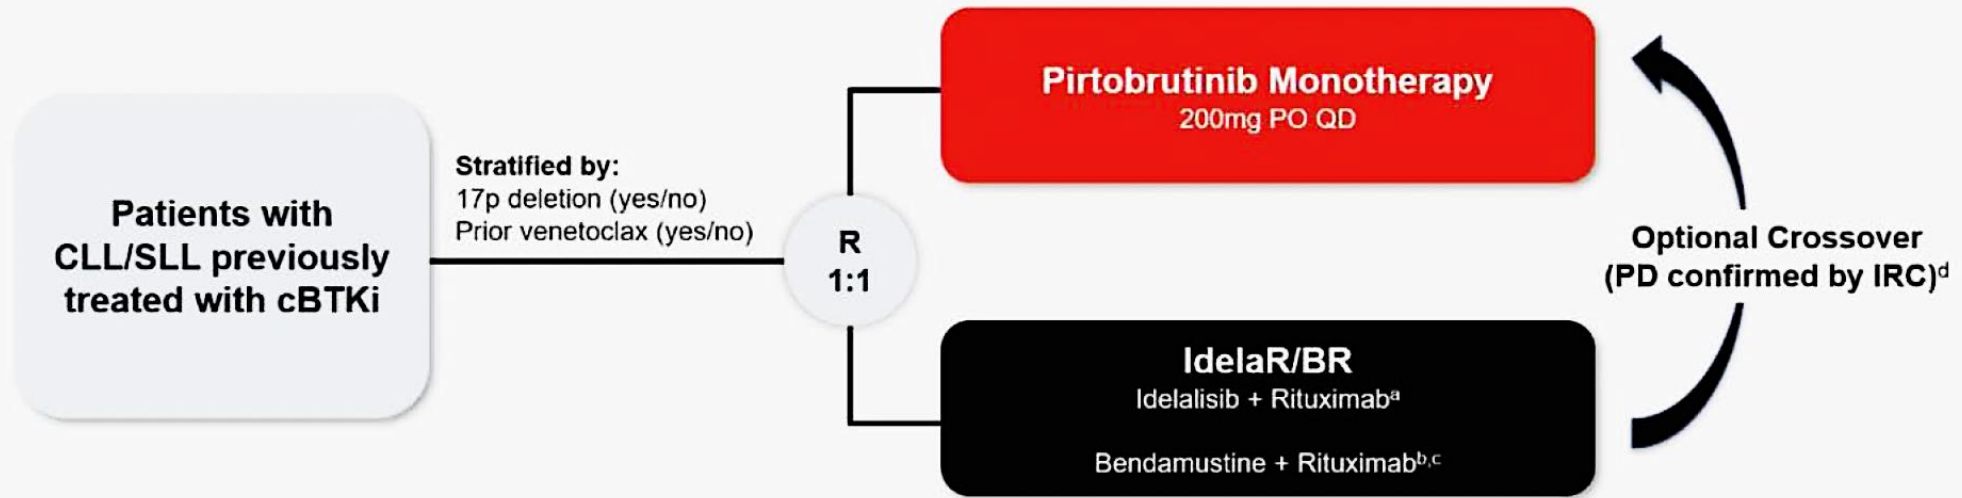 Patients with
CLL/SLL previously
treated with cBTKi
Stratified by:
17p deletion (yes/no)
Prior venetoclax (yes/no)
R
1:1
Pirtobrutinib Monotherapy
200mg PO QD
IdelaR/BR
Idelalisib + Rituximabᵃ
Bendamustine + Rituximabᵇ,ᶜ
Optional Crossover
(PD confirmed by IRC)ᵈ